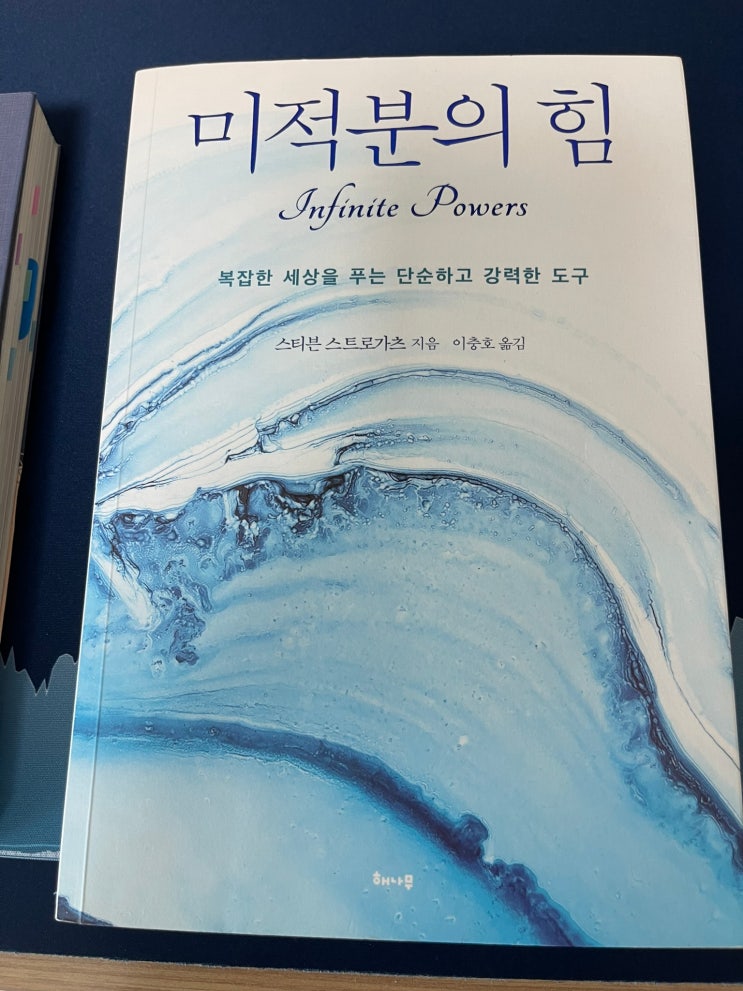 미적분의 힘
Infinite Powers
복잡한 세상을 푸는 단순하고 강력한 도구
스티븐 스트로가츠 지음 이충호 옮김
해나무